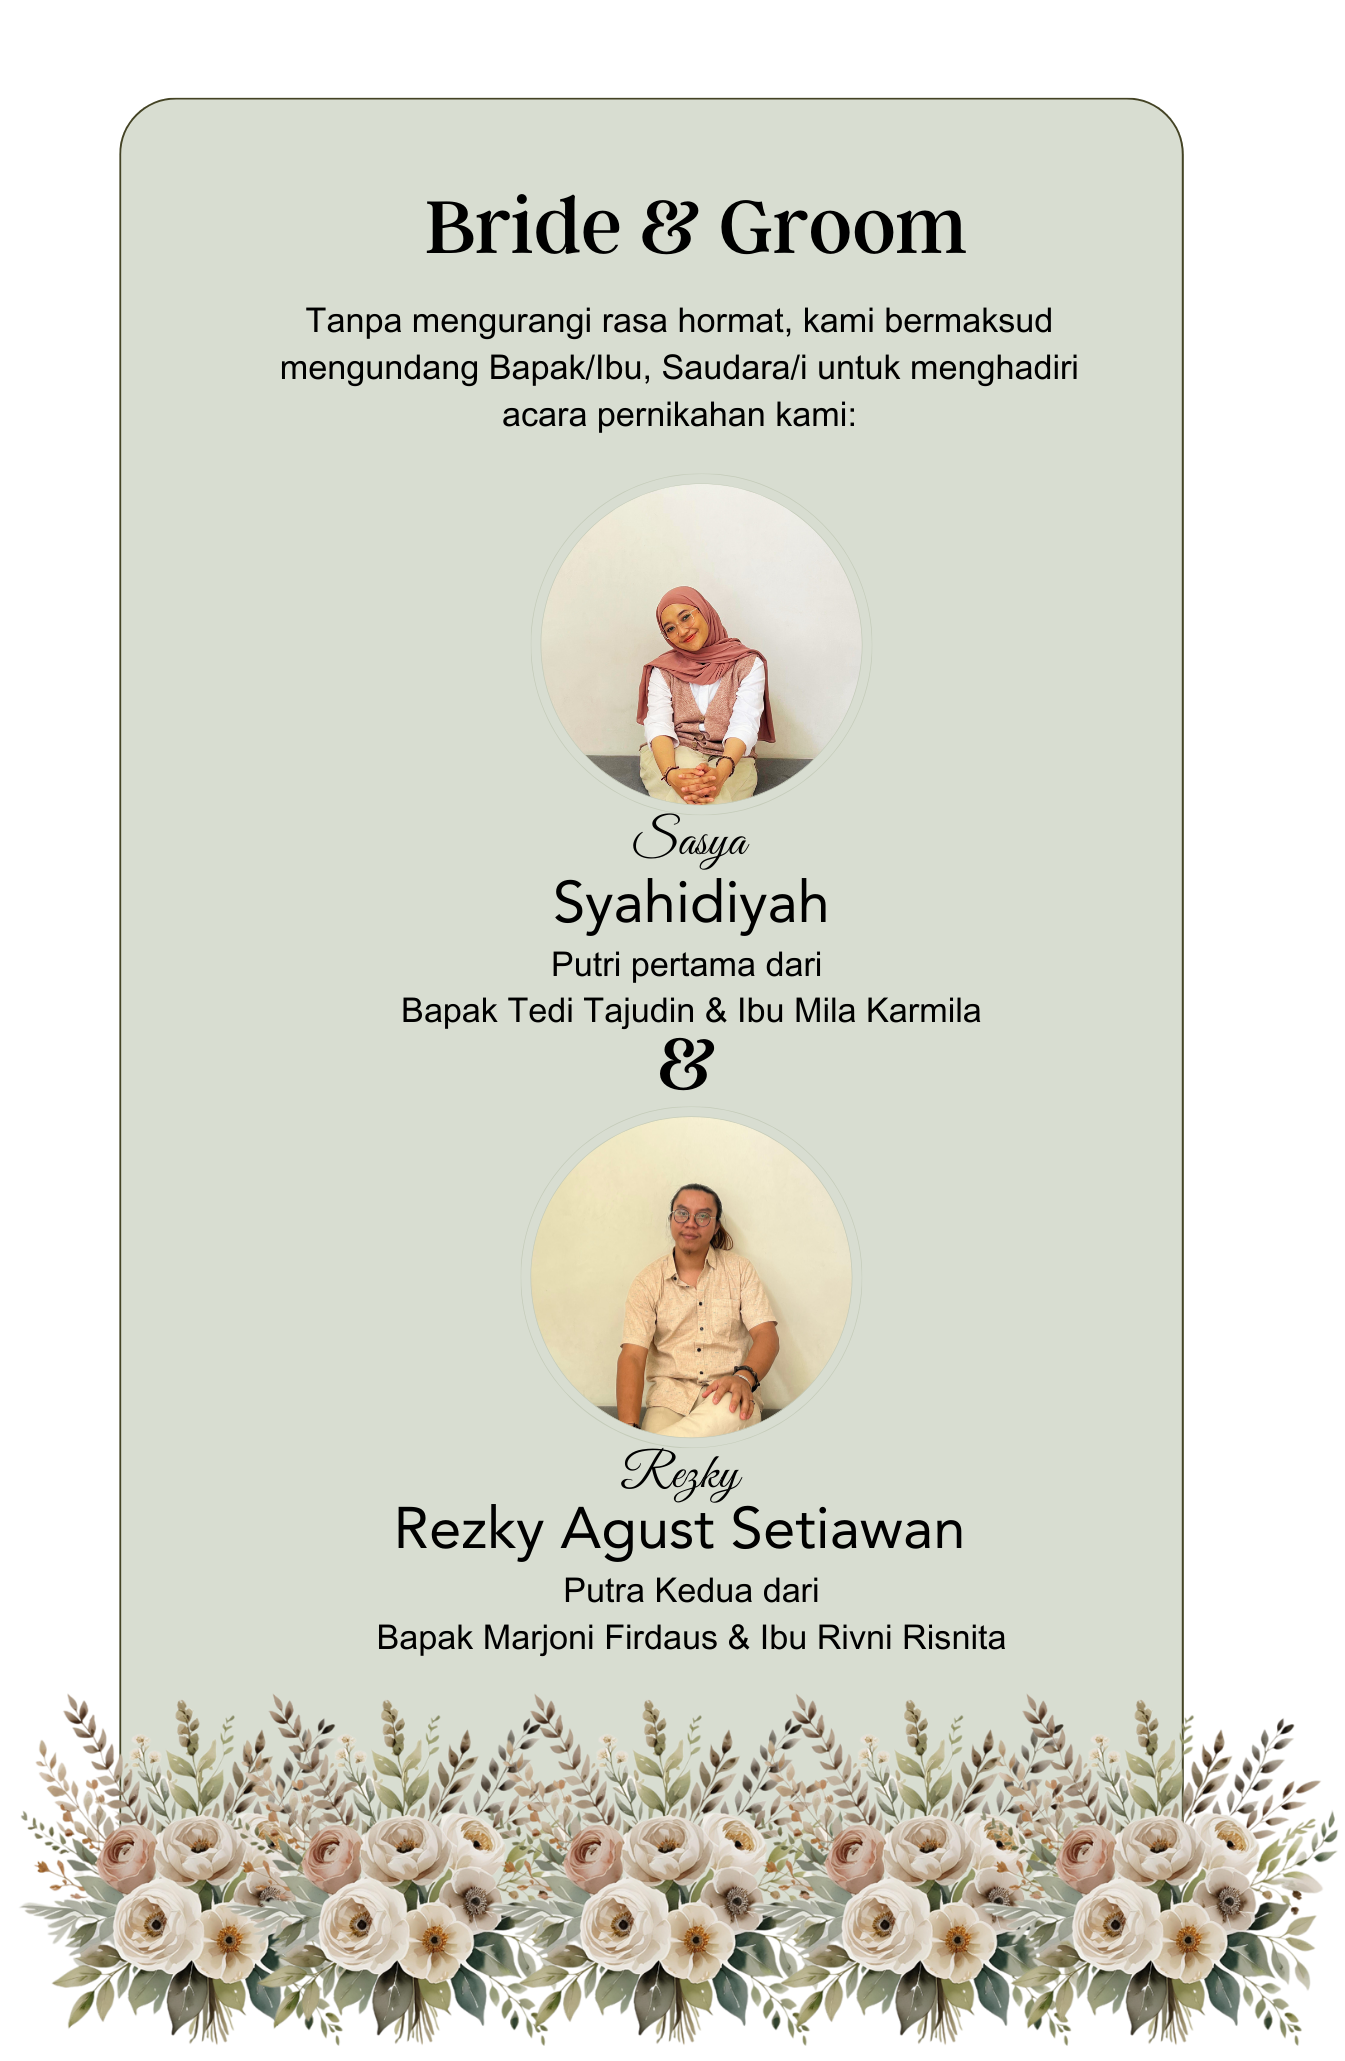 Bride & Groom
Tanpa mengurangi rasa hormat, kami bermaksud
mengundang Bapak/Ibu, Saudara/i untuk menghadiri
acara pernikahan kami:
Sasya
Syahidiyah
Putri pertama dari
Bapak Tedi Tajudin & Ibu Mila Karmila
&
Rezky
Rezky Agust Setiawan
Putra Kedua dari
Bapak Marjoni Firdaus & Ibu Rivni Risnita